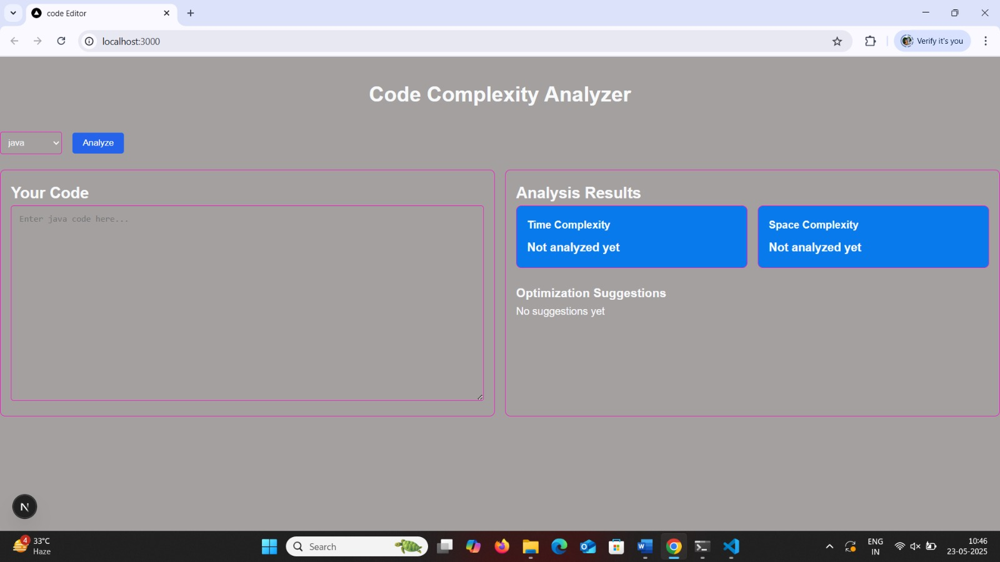 code Editor
localhost:3000
Verify it's you
Code Complexity Analyzer
java
Analyze
Your Code
Enter java code here...
Analysis Results
Time Complexity
Not analyzed yet
Space Complexity
Not analyzed yet
Optimization Suggestions
No suggestions yet
N
4
33°C
Haze
Search
ENG
IN
10:46
23-05-2025